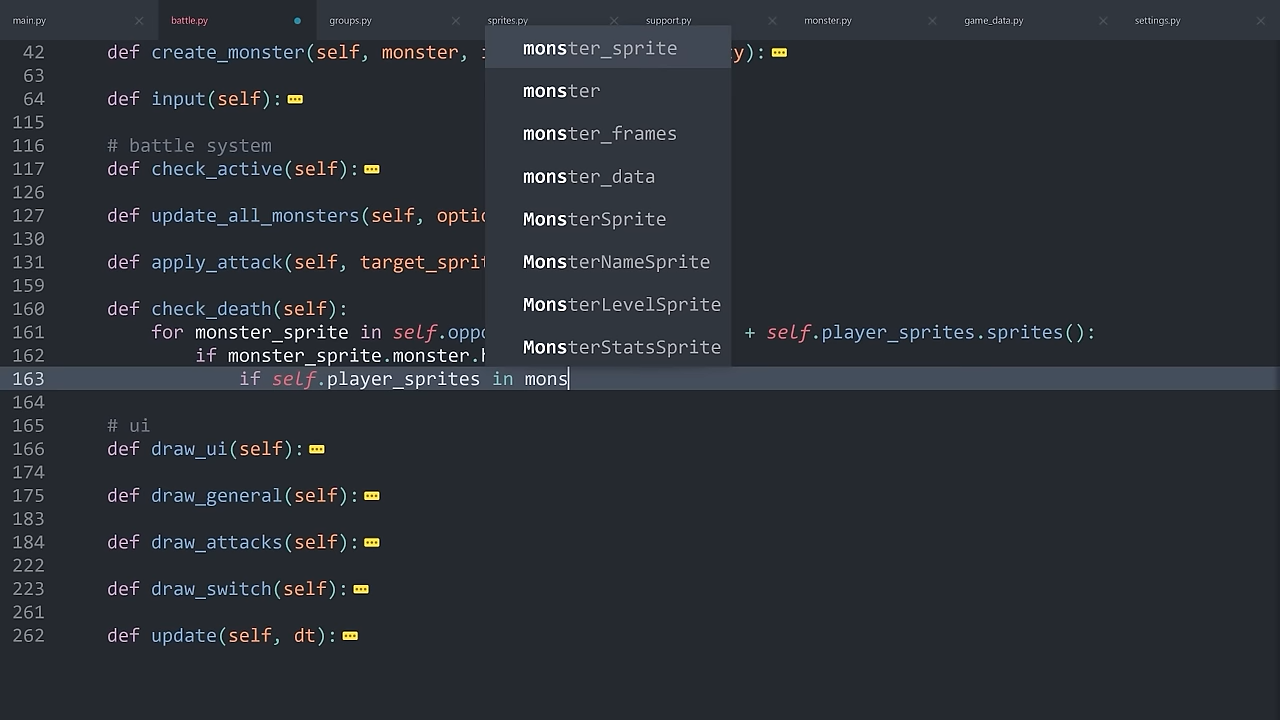 main.py battle.py groups.py sprites.py support.py monster.py game_data.py settings.py
42 def create_monster(self, monster, y):
63
64 def input(self):
115
116 # battle system
117 def check_active(self):
126
127 def update_all_monsters(self, optio
130
131 def apply_attack(self, target_sprit
159
160 def check_death(self):
161 for monster_sprite in self.oppo + self.player_sprites.sprites():
162 if monster_sprite.monster.h
163 if self.player_sprites in mons
164
165 # ui
166 def draw_ui(self):
174
175 def draw_general(self):
183
184 def draw_attacks(self):
222
223 def draw_switch(self):
261
262 def update(self, dt):
monster_sprite
monster
monster_frames
monster_data
MonsterSprite
MonsterNameSprite
MonsterLevelSprite
MonsterStatsSprite